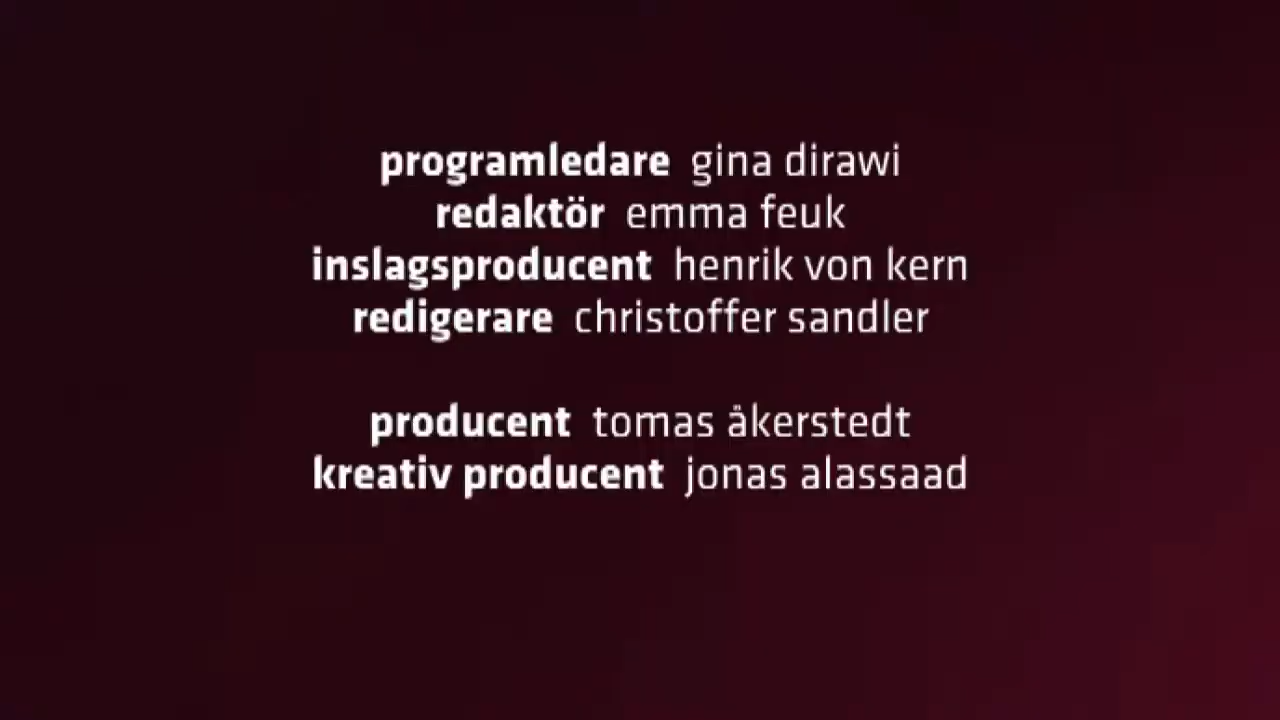 programledare gina dirawi
redaktör emma feuk
inslagsproducent henrik von kern
redigerare christoffer sandler
producent tomas åkerstedt
kreativ producent jonas alassaad